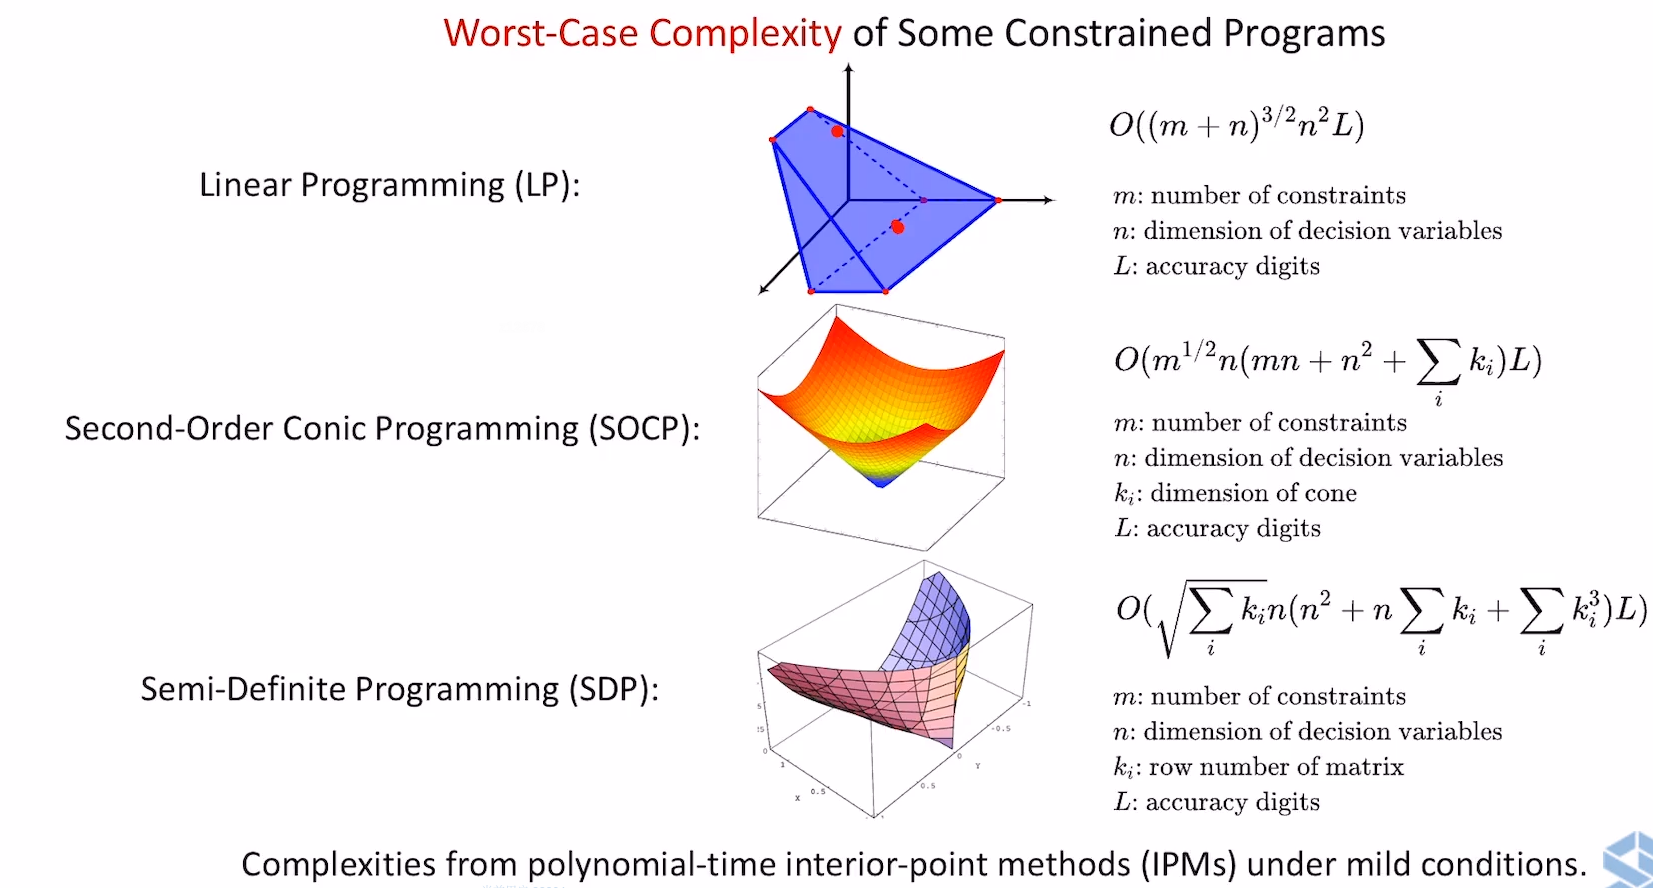 Worst-Case Complexity of Some Constrained Programs
Linear Programming (LP):
O((m + n)^{3/2}n^2L)
m: number of constraints
n: dimension of decision variables
L: accuracy digits
Second-Order Conic Programming (SOCP):
O(m^{1/2}n(mn + n^2 + \sum_i k_i)L)
m: number of constraints
n: dimension of decision variables
k_i: dimension of cone
L: accuracy digits
Semi-Definite Programming (SDP):
O(\sqrt{\sum_i k_i}n(n^2 + n\sum_i k_i + \sum_i k_i^3)L)
m: number of constraints
n: dimension of decision variables
k_i: row number of matrix
L: accuracy digits
0
1
0.5
X
0.5
0
Y
-0.5
-1
Complexities from polynomial-time interior-point methods (IPMs) under mild conditions.